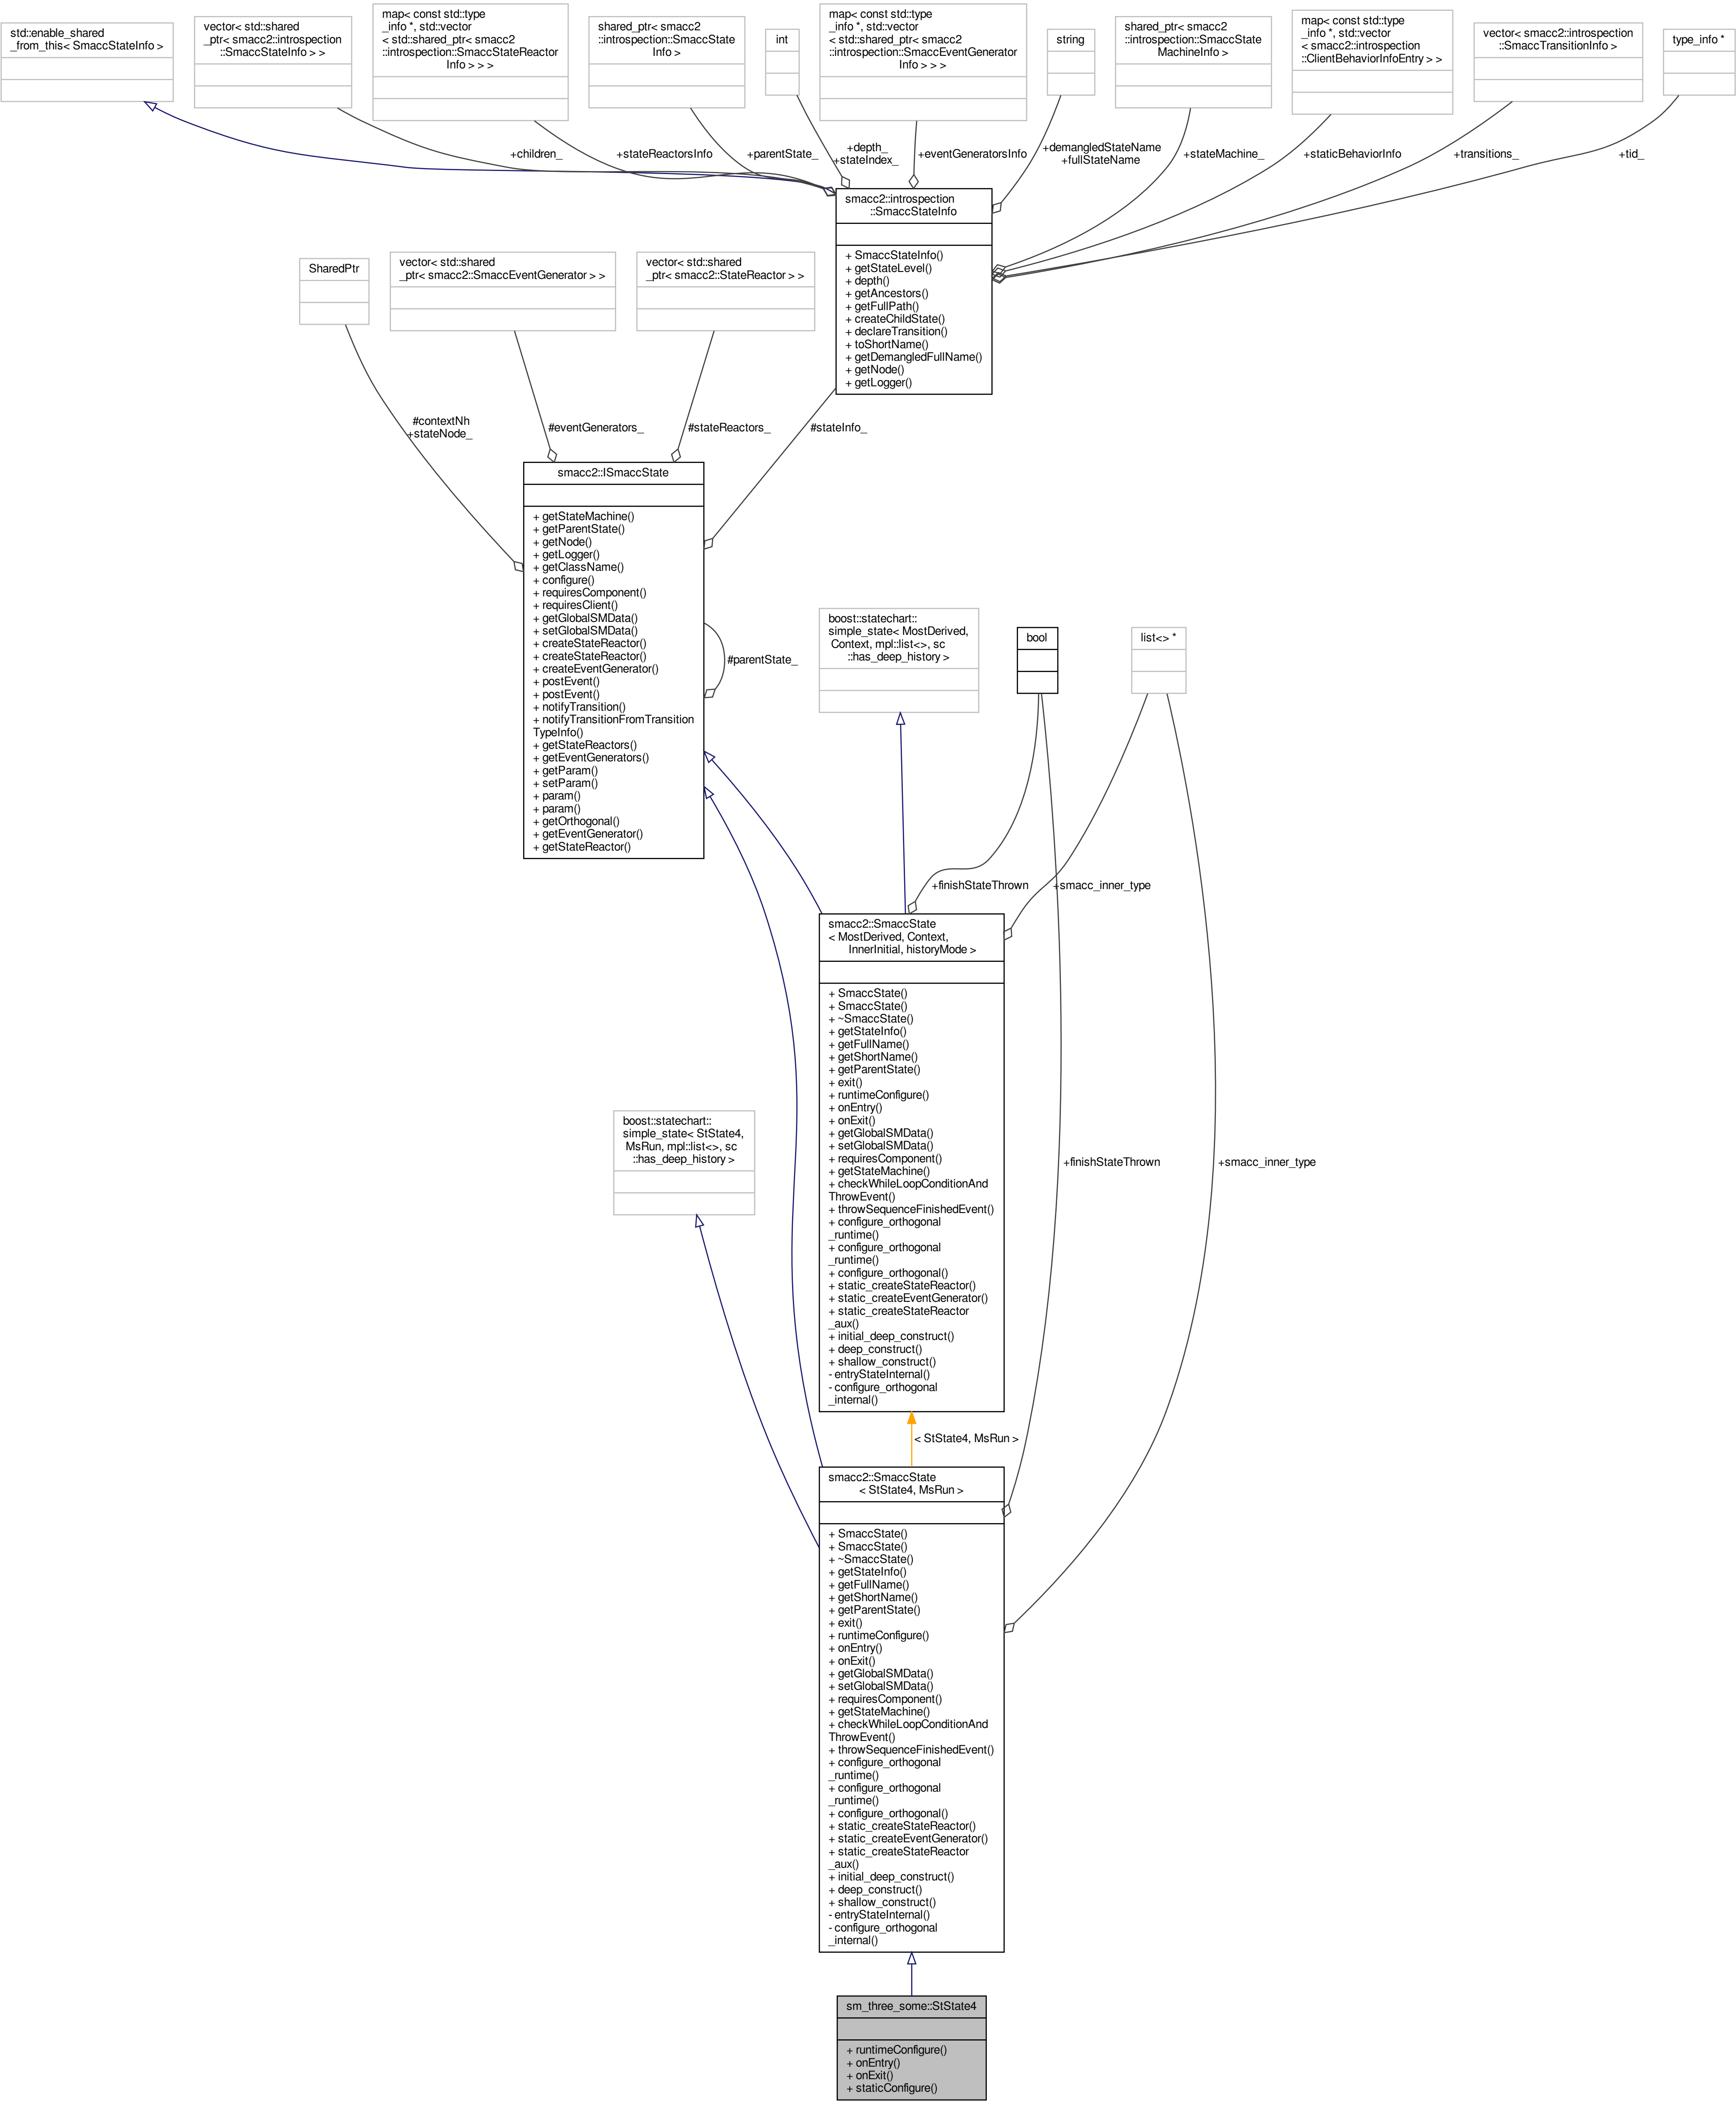 std::enable_shared
_from_this< SmaccStateInfo >
vector< std::shared
_ptr< smacc2::introspection
::SmaccStateInfo > >
map< const std::type
_info *, std::vector
< std::shared_ptr< smacc2
::introspection::SmaccStateReactor
Info > > >
shared_ptr< smacc2
::introspection::SmaccState
Info >
int
map< const std::type
_info *, std::vector
< std::shared_ptr< smacc2
::introspection::SmaccEventGenerator
Info > > >
string
shared_ptr< smacc2
::introspection::SmaccState
MachineInfo >
map< const std::type
_info *, std::vector
< smacc2::introspection
::ClientBehaviorInfoEntry > >
vector< smacc2::introspection
::SmaccTransitionInfo >
type_info *
+children_
+stateReactorsInfo
+parentState_
+depth_
+stateIndex_
+eventGeneratorsInfo
+demangledStateName
+fullStateName
+stateMachine_
+staticBehaviorInfo
+transitions_
+tid_
smacc2::introspection
::SmaccStateInfo
+ SmaccStateInfo()
+ getStateLevel()
+ depth()
+ getAncestors()
+ getFullPath()
+ createChildState()
+ declareTransition()
+ toShortName()
+ getDemangledFullName()
+ getNode()
+ getLogger()
SharedPtr
vector< std::shared
_ptr< smacc2::SmaccEventGenerator > >
vector< std::shared
_ptr< smacc2::StateReactor > >
#contextNh
+stateNode_
#eventGenerators_
#stateReactors_
#stateInfo_
smacc2::ISmaccState
+ getStateMachine()
+ getParentState()
+ getNode()
+ getLogger()
+ getClassName()
+ configure()
+ requiresComponent()
+ requiresClient()
+ getGlobalSMData()
+ setGlobalSMData()
+ createStateReactor()
+ createStateReactor()
+ createEventGenerator()
+ postEvent()
+ postEvent()
+ notifyTransition()
+ notifyTransitionFromTransition
TypeInfo()
+ getStateReactors()
+ getEventGenerators()
+ getParam()
+ setParam()
+ param()
+ param()
+ getOrthogonal()
+ getEventGenerator()
+ getStateReactor()
#parentState_
boost::statechart::
simple_state< MostDerived,
Context, mpl::list<>, sc
::has_deep_history >
bool
list<> *
+finishStateThrown
+smacc_inner_type
smacc2::SmaccState
< MostDerived, Context,
InnerInitial, historyMode >
+ SmaccState()
+ SmaccState()
+ ~SmaccState()
+ getStateInfo()
+ getFullName()
+ getShortName()
+ getParentState()
+ exit()
+ runtimeConfigure()
+ onEntry()
+ onExit()
+ getGlobalSMData()
+ setGlobalSMData()
+ requiresComponent()
+ getStateMachine()
+ checkWhileLoopConditionAnd
ThrowEvent()
+ throwSequenceFinishedEvent()
+ configure_orthogonal
_runtime()
+ configure_orthogonal
_runtime()
+ configure_orthogonal()
+ static_createStateReactor()
+ static_createEventGenerator()
+ static_createStateReactor
_aux()
+ initial_deep_construct()
+ deep_construct()
+ shallow_construct()
- entryStateInternal()
- configure_orthogonal
_internal()
boost::statechart::
simple_state< StState4,
MsRun, mpl::list<>, sc
::has_deep_history >
+finishStateThrown
+smacc_inner_type
< StState4, MsRun >
smacc2::SmaccState
< StState4, MsRun >
+ SmaccState()
+ SmaccState()
+ ~SmaccState()
+ getStateInfo()
+ getFullName()
+ getShortName()
+ getParentState()
+ exit()
+ runtimeConfigure()
+ onEntry()
+ onExit()
+ getGlobalSMData()
+ setGlobalSMData()
+ requiresComponent()
+ getStateMachine()
+ checkWhileLoopConditionAnd
ThrowEvent()
+ throwSequenceFinishedEvent()
+ configure_orthogonal
_runtime()
+ configure_orthogonal
_runtime()
+ configure_orthogonal()
+ static_createStateReactor()
+ static_createEventGenerator()
+ static_createStateReactor
_aux()
+ initial_deep_construct()
+ deep_construct()
+ shallow_construct()
- entryStateInternal()
- configure_orthogonal
_internal()
sm_three_some::StState4
+ runtimeConfigure()
+ onEntry()
+ onExit()
+ staticConfigure()